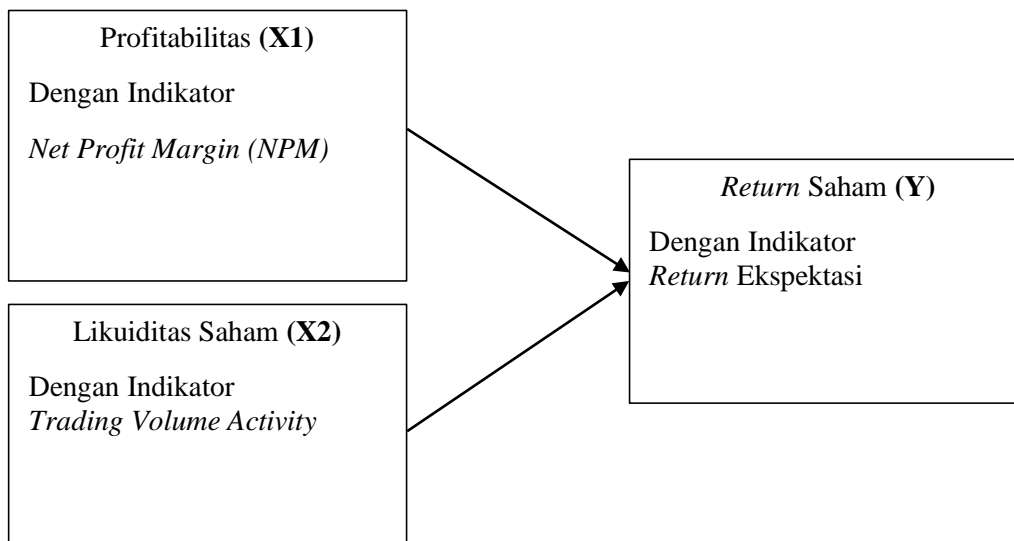 Profitabilitas (X1)
Dengan Indikator
Net Profit Margin (NPM)
Return Saham (Y)
Dengan Indikator
Return Ekspektasi
Likuiditas Saham (X2)
Dengan Indikator
Trading Volume Activity